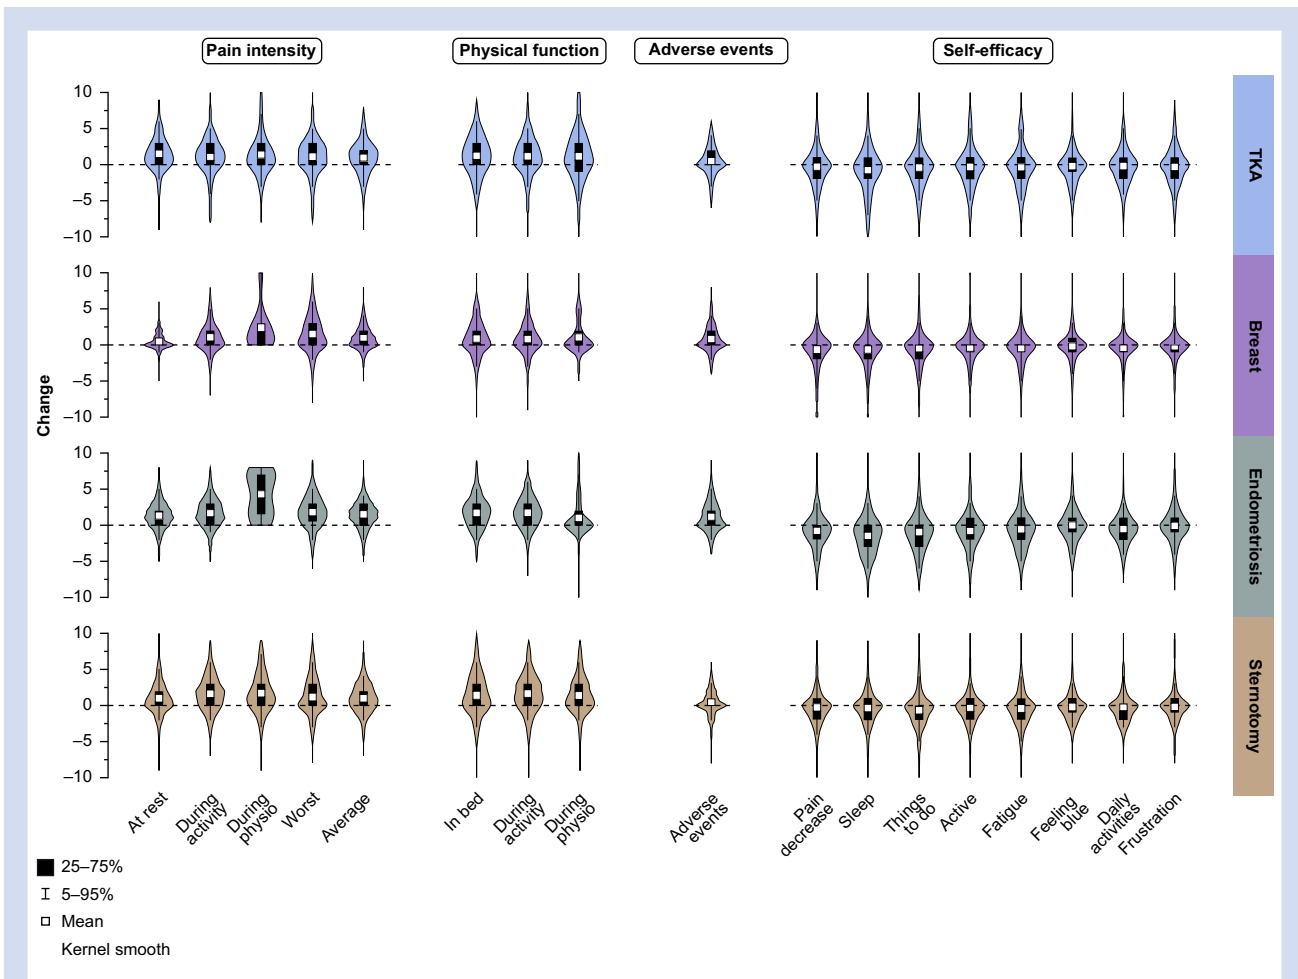 Pain intensity
Physical function
Adverse events
Self-efficacy
Change
10
5
0
–5
–10
TKA
10
5
0
–5
–10
Breast
10
5
0
–5
–10
Endometriosis
10
5
0
–5
–10
Sternotomy
At rest
During
activity
During
physio
Worst
Average
In bed
During
activity
During
physio
Adverse
events
Pain
decrease
Sleep
Things
to do
Active
Fatigue
Feeling
blue
Daily
activities
Frustration
25–75%
5–95%
Mean
Kernel smooth